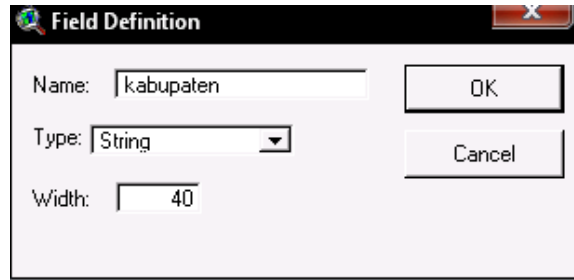 Field Definition
Name: kabupaten
OK
Type: String
Cancel
Width: 40